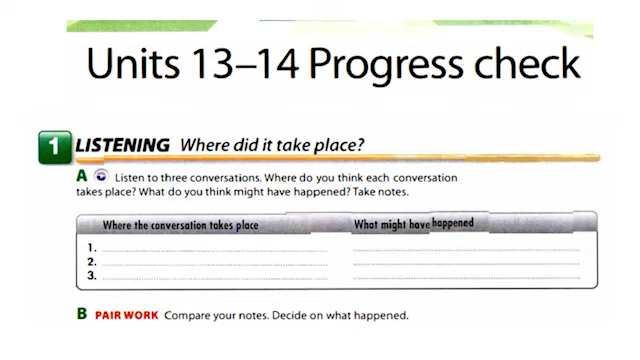 Units 13–14 Progress check
1 LISTENING Where did it take place?
A Listen to three conversations. Where do you think each conversation
takes place? What do you think might have happened? Take notes.
Where the conversation takes place What might have happened
1.
2.
3.
B PAIR WORK Compare your notes. Decide on what happened.